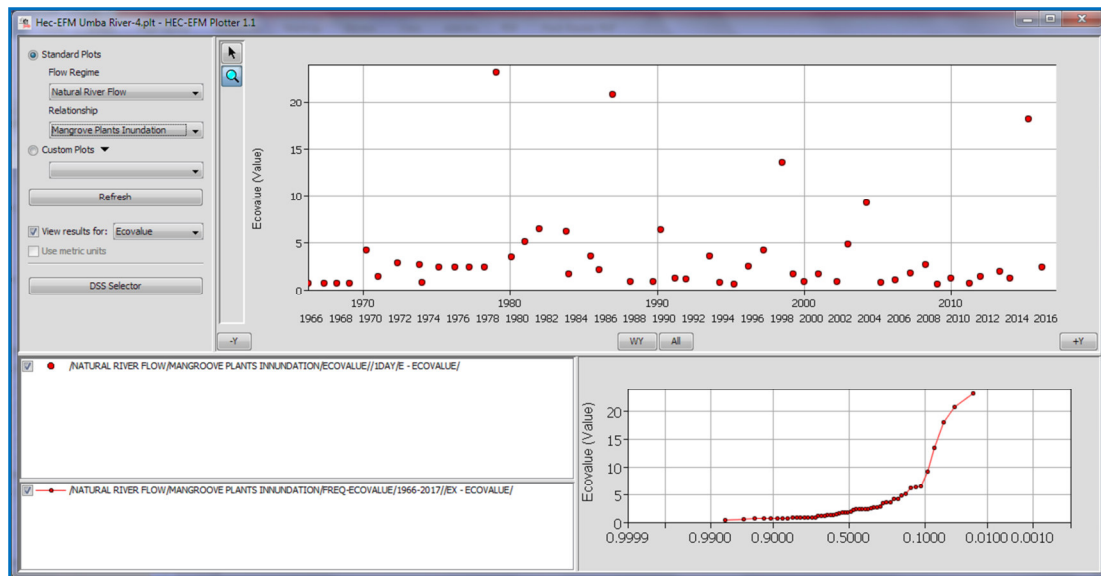 Hec-EFM Umba River-4.plt - HEC-EFM Plotter 1.1
Standard Plots
Flow Regime
Natural River Flow
Relationship
Mangrove Plants Inundation
Custom Plots
Refresh
View results for: Ecovalue
Use metric units
DSS Selector
Ecovalue (Value)
20
15
10
5
0
1970 1980 1990 2000 2010
1966 1968 1970 1972 1974 1976 1978 1980 1982 1984 1986 1988 1990 1992 1994 1996 1998 2000 2002 2004 2006 2008 2010 2012 2014 2016
-Y WY All +Y
/NATURAL RIVER FLOW/MANGROOVE PLANTS INNUNDATION/ECOVALUE//1DAY/E - ECOVALUE/
/NATURAL RIVER FLOW/MANGROOVE PLANTS INUNDATION/FREQ-ECOVALUE/1966-2017//EX - ECOVALUE/
Ecovalue (Value)
20
15
10
5
0
0.9999 0.9900 0.9000 0.5000 0.1000 0.0100 0.0010